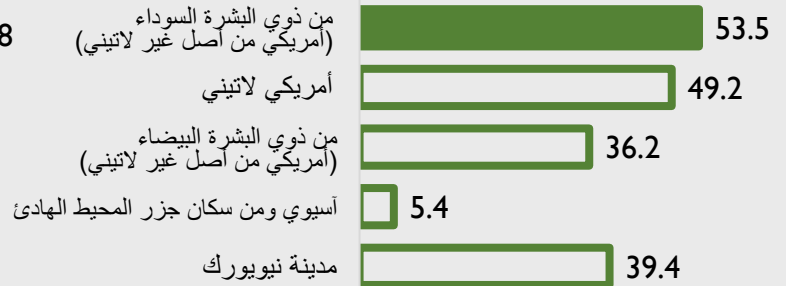 من ذوي البشرة السوداء
(أمريكي من أصل غير لاتيني)
53.5
8
أمريكي لاتيني
49.2
من ذوي البشرة البيضاء
(أمريكي من أصل غير لاتيني)
36.2
آسيوي ومن سكان جزر المحيط الهادئ
5.4
مدينة نيويورك
39.4